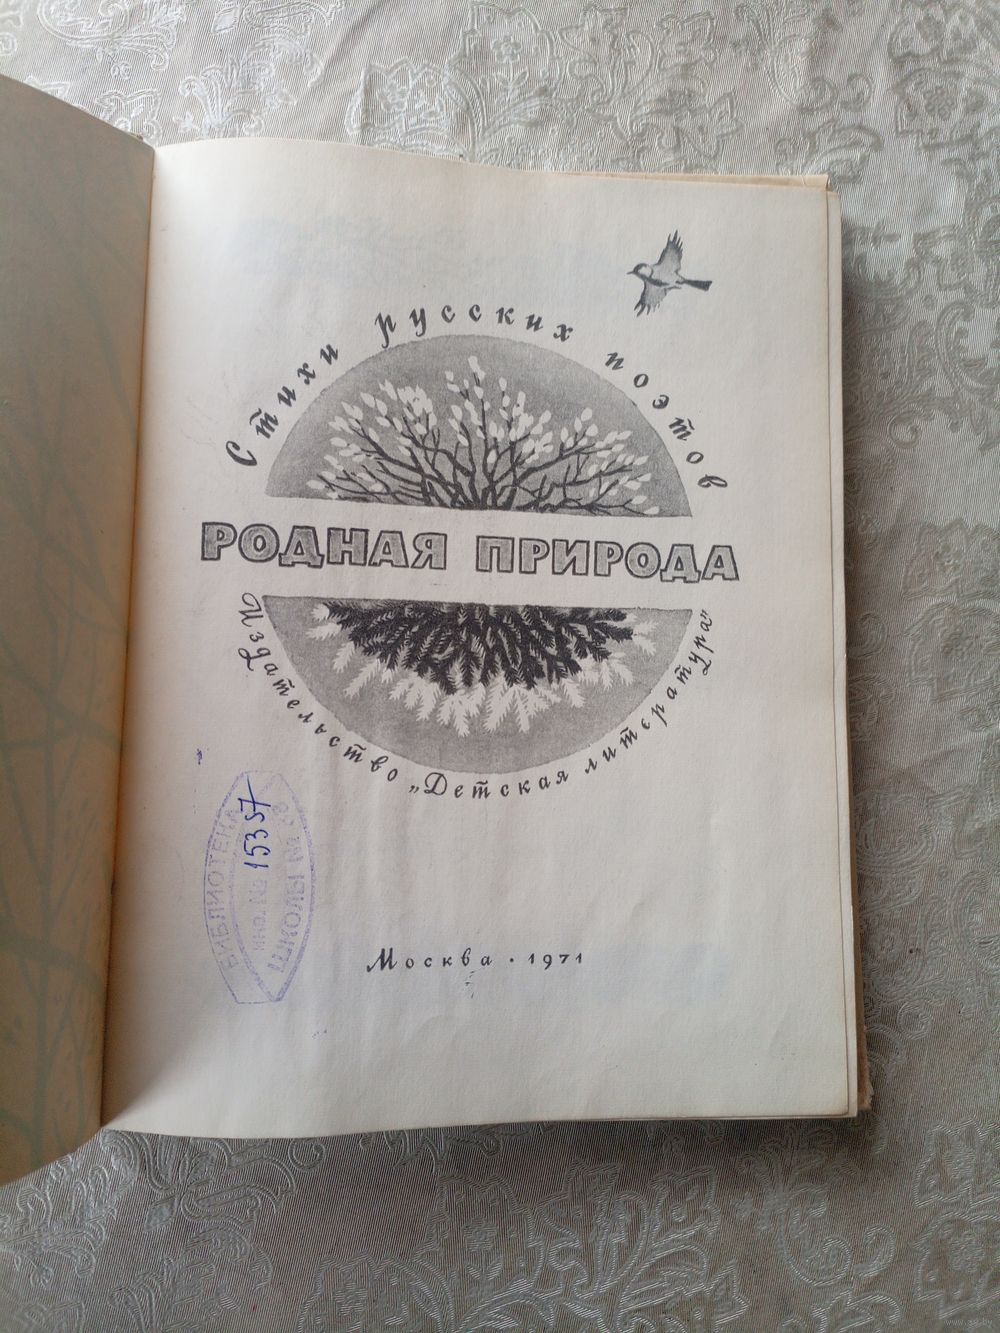 Стихи русских поэтов
РОДНАЯ ПРИРОДА
Издательство „Детская литература"
БИБЛИОТЕКА
инв. № 15357
ШКОЛЫ №
Москва · 1971